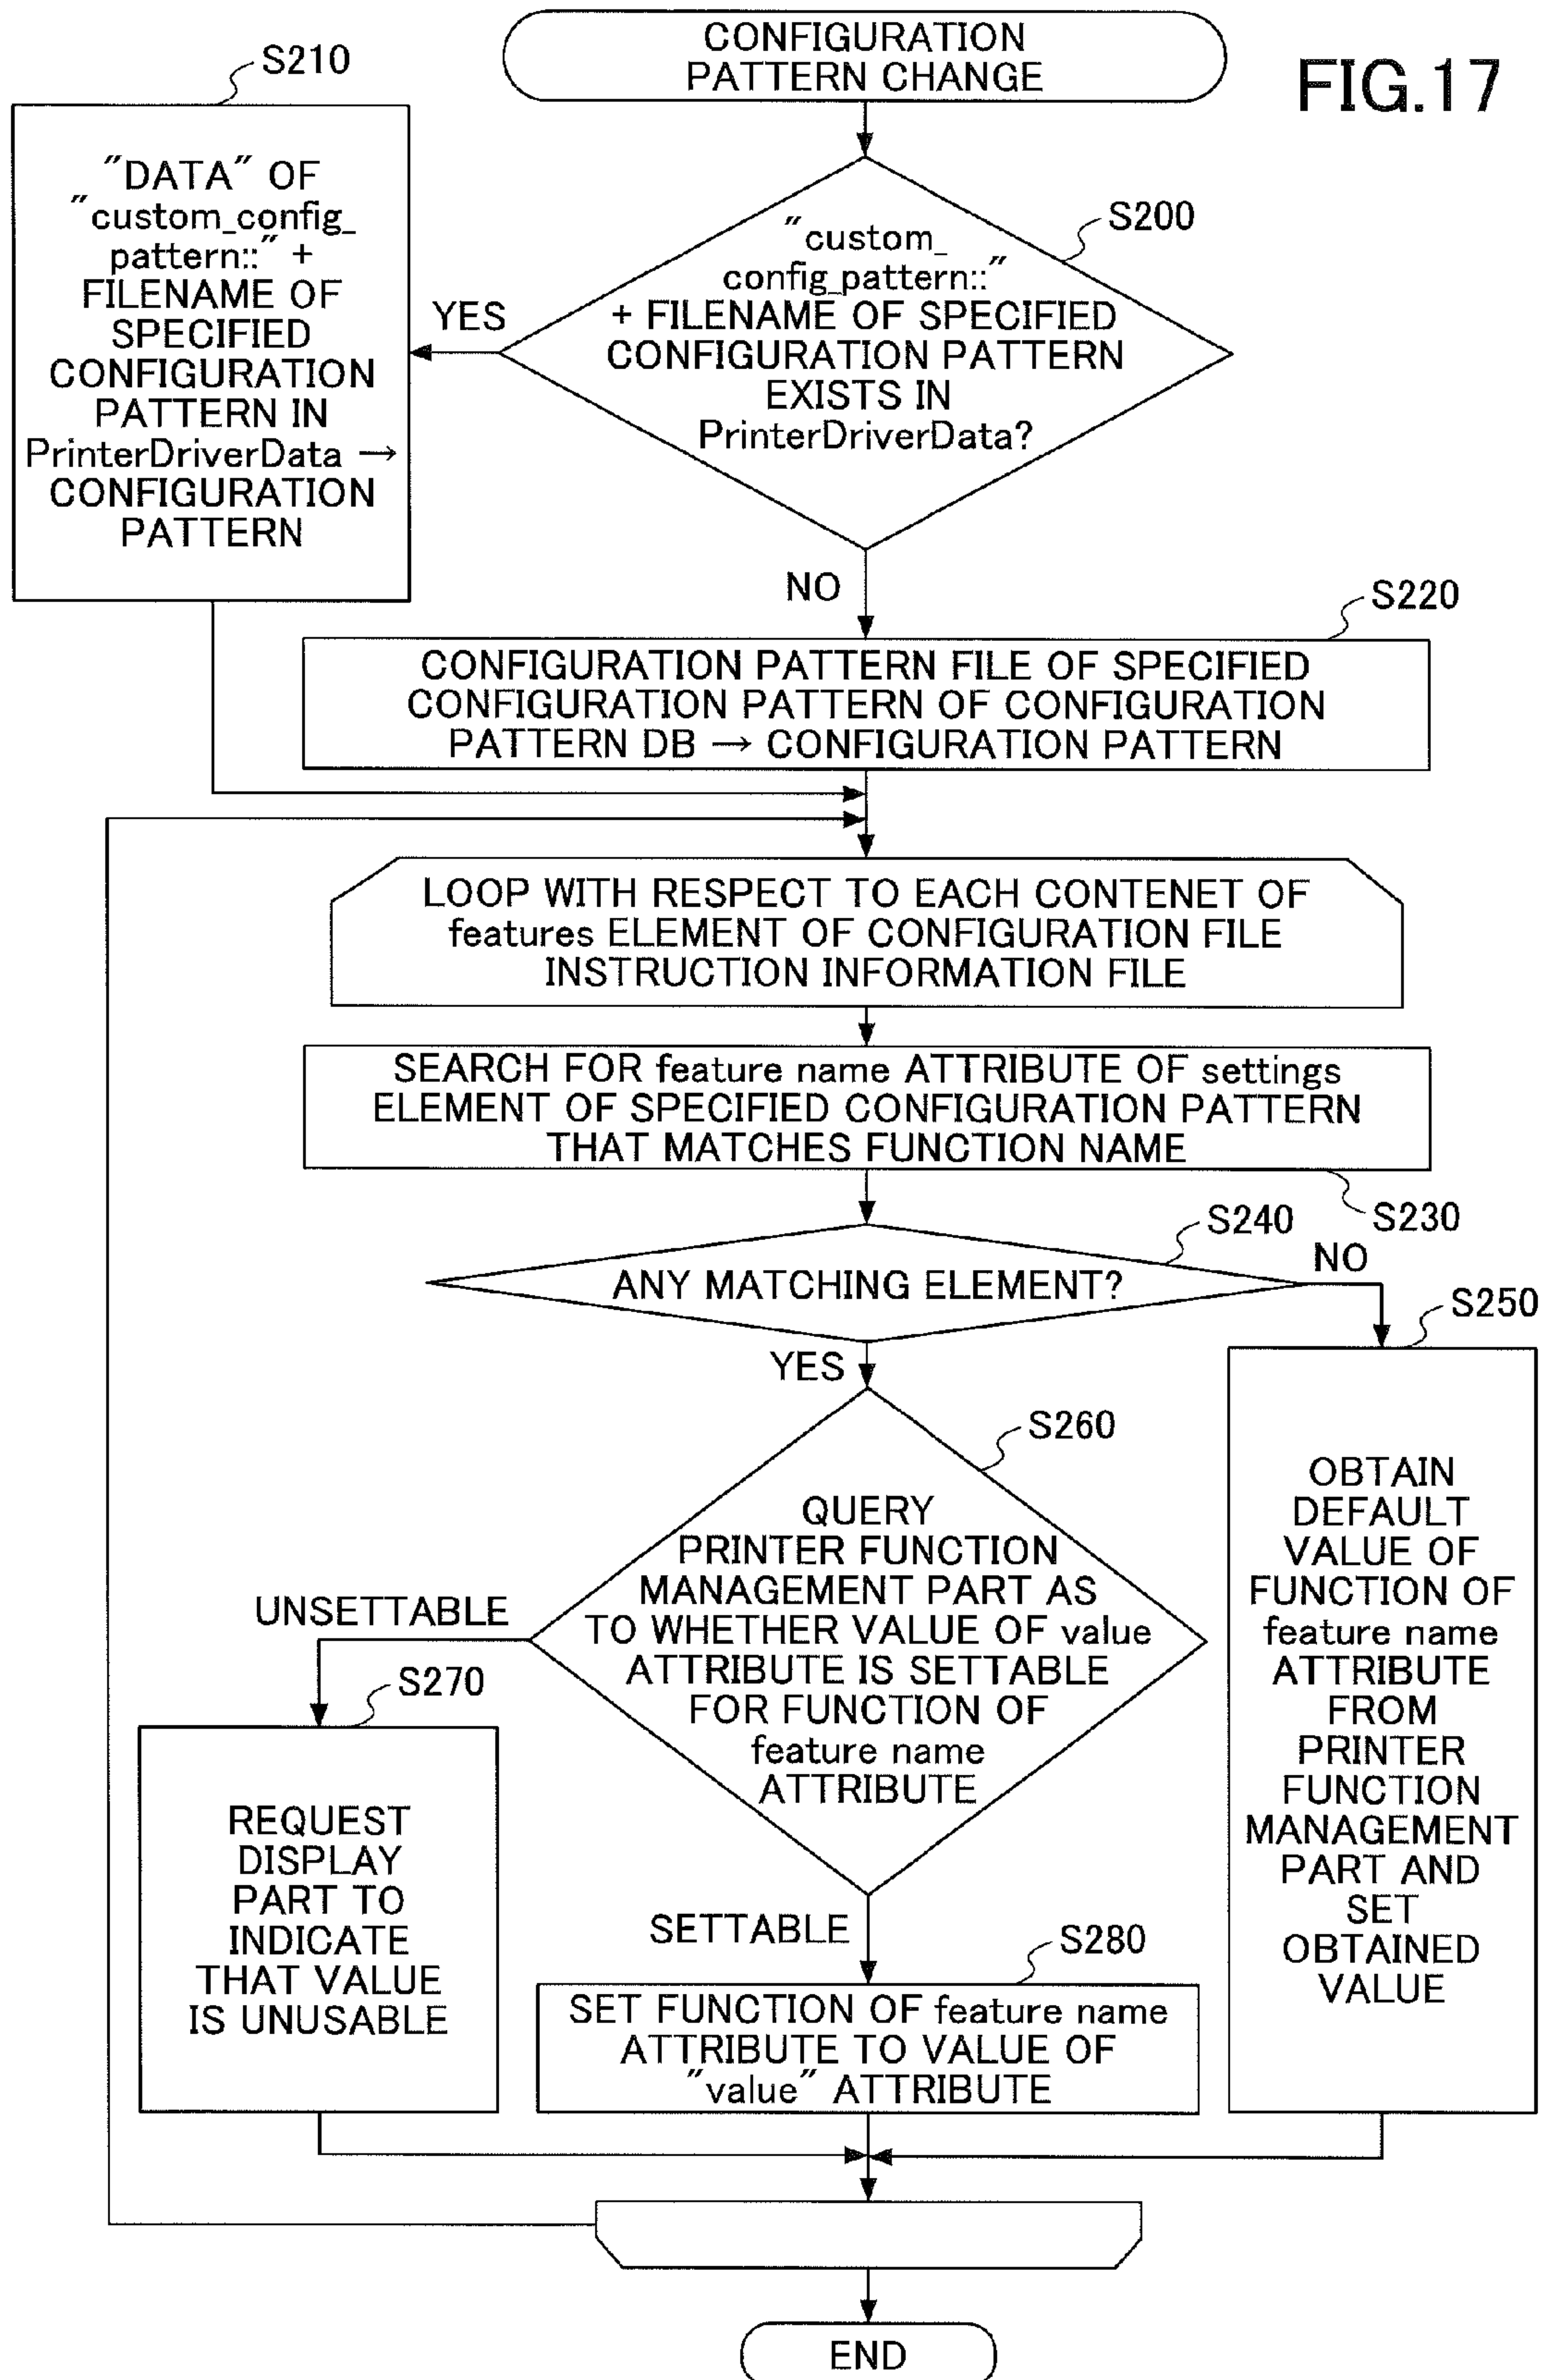 CONFIGURATION
PATTERN CHANGE
FIG.17
S210
"DATA" OF
"custom_config_
pattern::" +
FILENAME OF
SPECIFIED
CONFIGURATION
PATTERN IN
PrinterDriverData →
CONFIGURATION
PATTERN
S200
"custom_
config_pattern::"
+ FILENAME OF SPECIFIED
CONFIGURATION PATTERN
EXISTS IN
PrinterDriverData?
YES
NO
S220
CONFIGURATION PATTERN FILE OF SPECIFIED
CONFIGURATION PATTERN OF CONFIGURATION
PATTERN DB → CONFIGURATION PATTERN
LOOP WITH RESPECT TO EACH CONTENET OF
features ELEMENT OF CONFIGURATION FILE
INSTRUCTION INFORMATION FILE
SEARCH FOR feature name ATTRIBUTE OF settings
ELEMENT OF SPECIFIED CONFIGURATION PATTERN
THAT MATCHES FUNCTION NAME
S230
S240
ANY MATCHING ELEMENT?
NO
YES
S250
OBTAIN
DEFAULT
VALUE OF
FUNCTION OF
feature name
ATTRIBUTE
FROM
PRINTER
FUNCTION
MANAGEMENT
PART AND
SET
OBTAINED
VALUE
S260
QUERY
PRINTER FUNCTION
MANAGEMENT PART AS
TO WHETHER VALUE OF value
ATTRIBUTE IS SETTABLE
FOR FUNCTION OF
feature name
ATTRIBUTE
UNSETTABLE
S270
REQUEST
DISPLAY
PART TO
INDICATE
THAT VALUE
IS UNUSABLE
SETTABLE
S280
SET FUNCTION OF feature name
ATTRIBUTE TO VALUE OF
"value" ATTRIBUTE
END